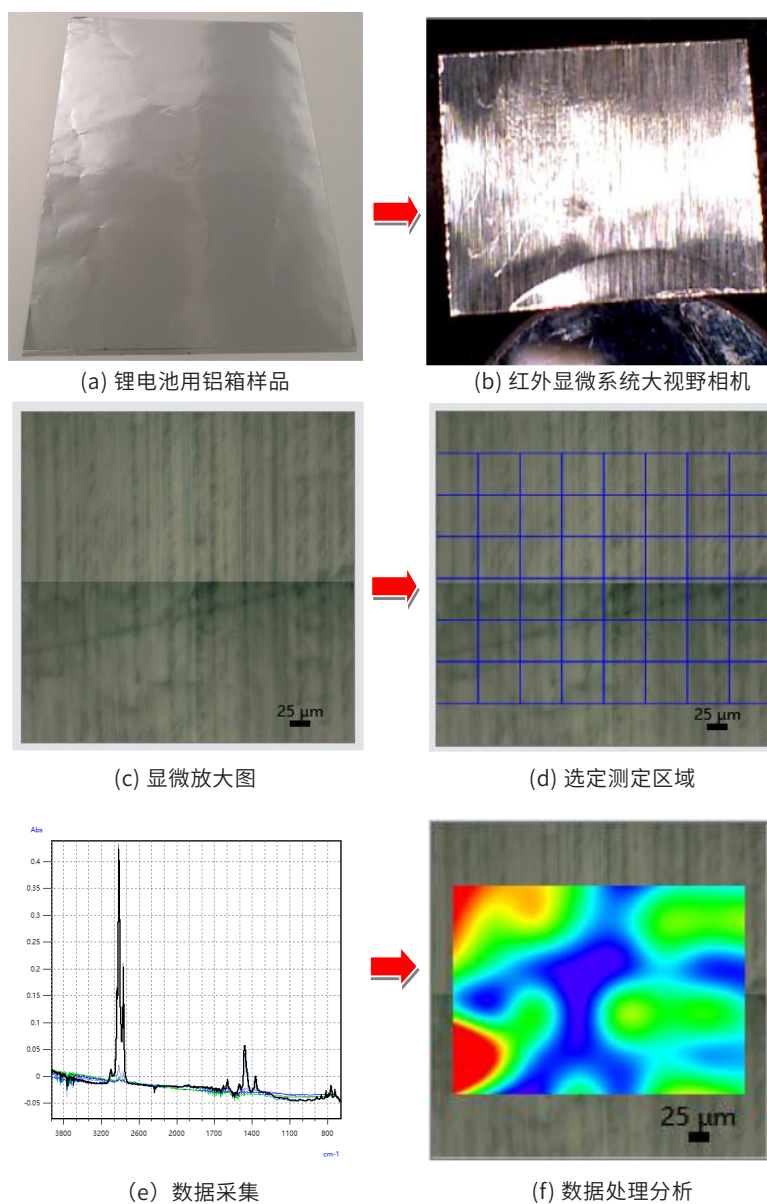 (a) 锂电池用铝箱样品
(b) 红外显微系统大视野相机
25 μm
25 μm
(c) 显微放大图
(d) 选定测定区域
Abs
0.4
0.35
0.3
0.25
0.2
0.15
0.1
0.05
0
-0.05
3800 3200 2600 2000 1700 1400 1100 800
cm-1
25 μm
（e）数据采集
(f) 数据处理分析